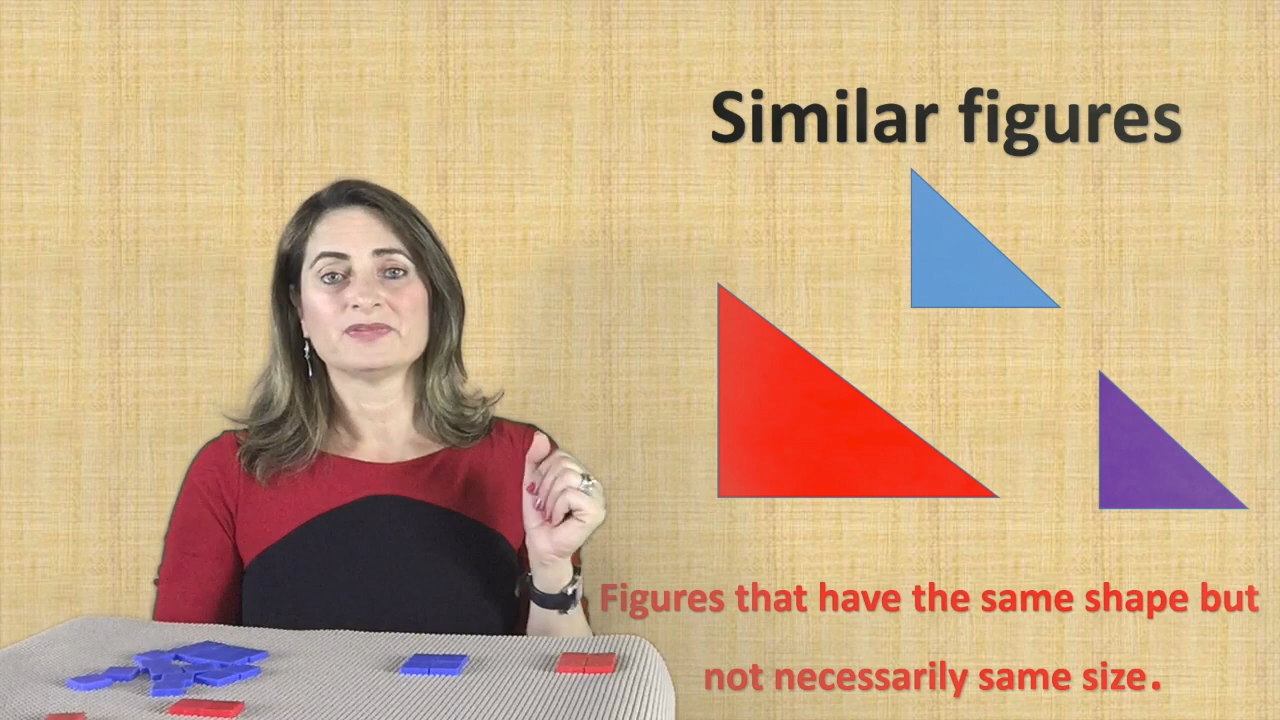 Similar figures
Figures that have the same shape but
not necessarily same size.